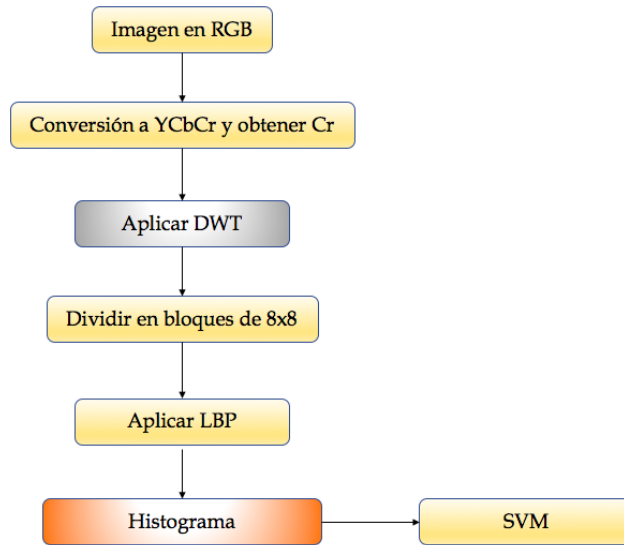 Imagen en RGB
Conversión a YCbCr y obtener Cr
Aplicar DWT
Dividir en bloques de 8x8
Aplicar LBP
Histograma
SVM